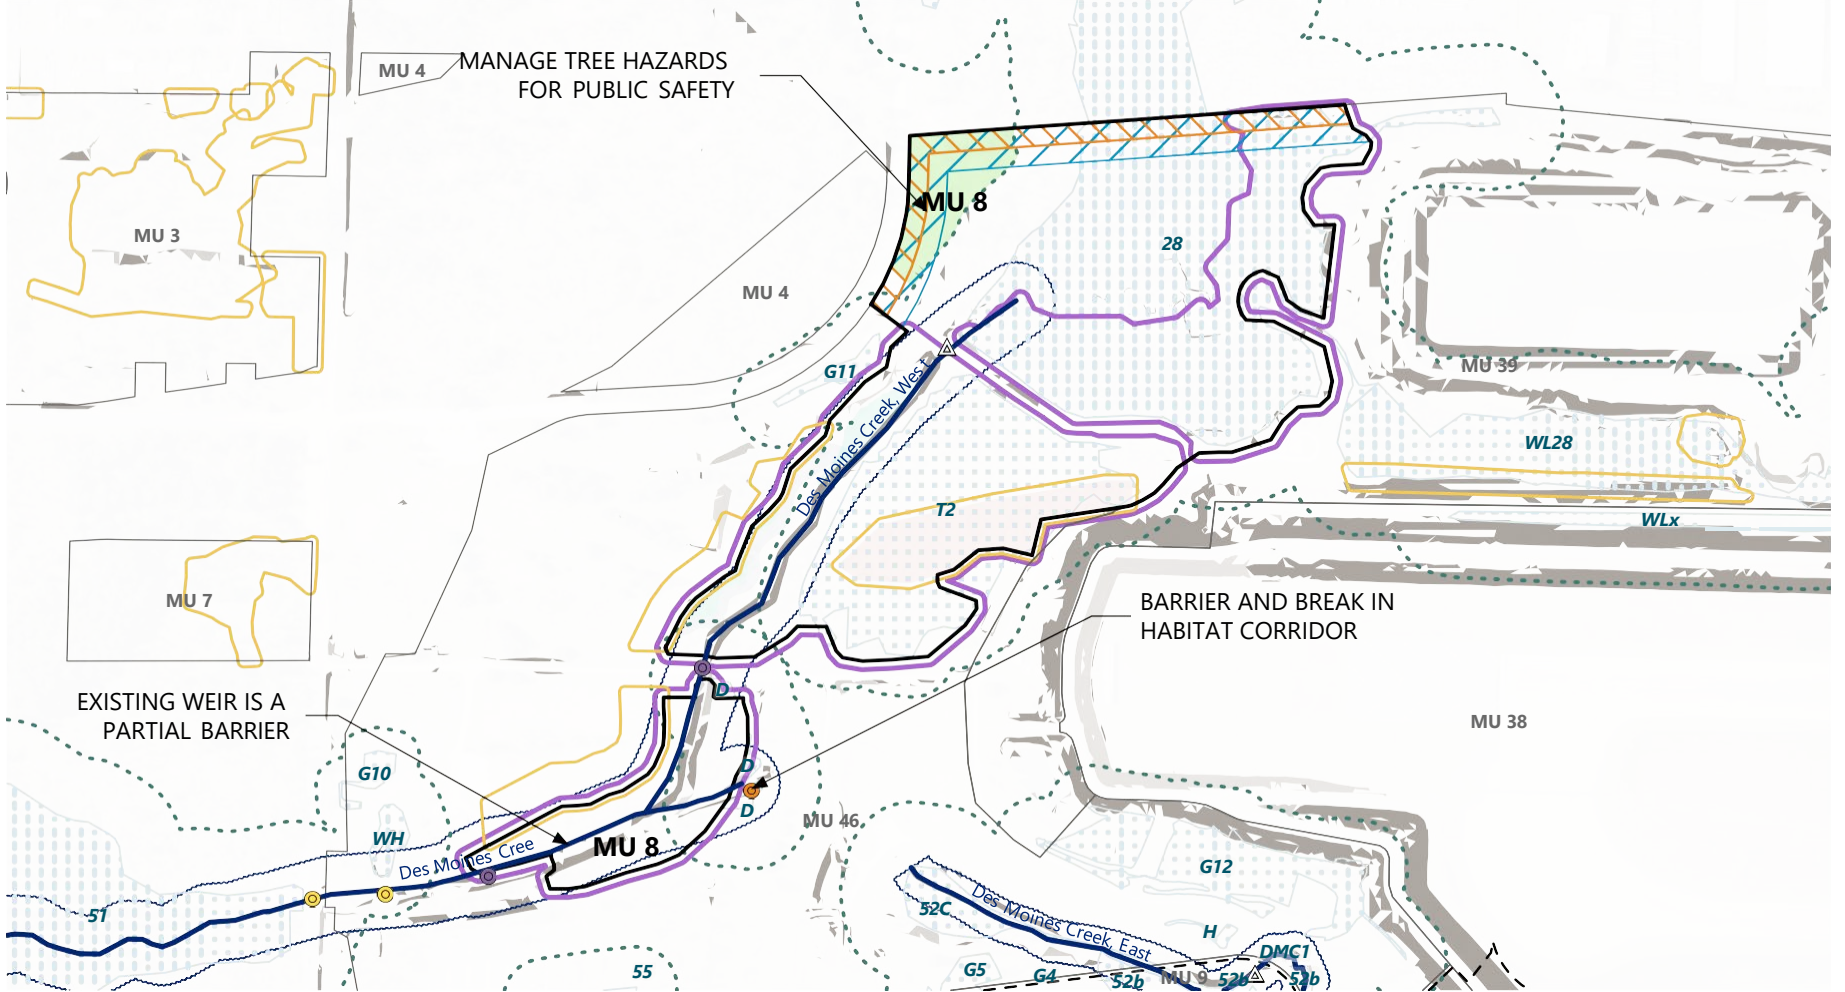 MANAGE TREE HAZARDS
FOR PUBLIC SAFETY
MU 4
MU 8
MU 3
28
MU 4
G11
MU 39
Des Moines Creek, West
WL28
T2
WLx
MU 7
BARRIER AND BREAK IN
HABITAT CORRIDOR
D
EXISTING WEIR IS A
PARTIAL BARRIER
MU 38
G10
D
D
MU 46
WH
MU 8
Des Moines Cree
G12
51
52C
Des Moines Creek, East
H
DMC1
55
G5
G4
52b
MU 9
52b
52b